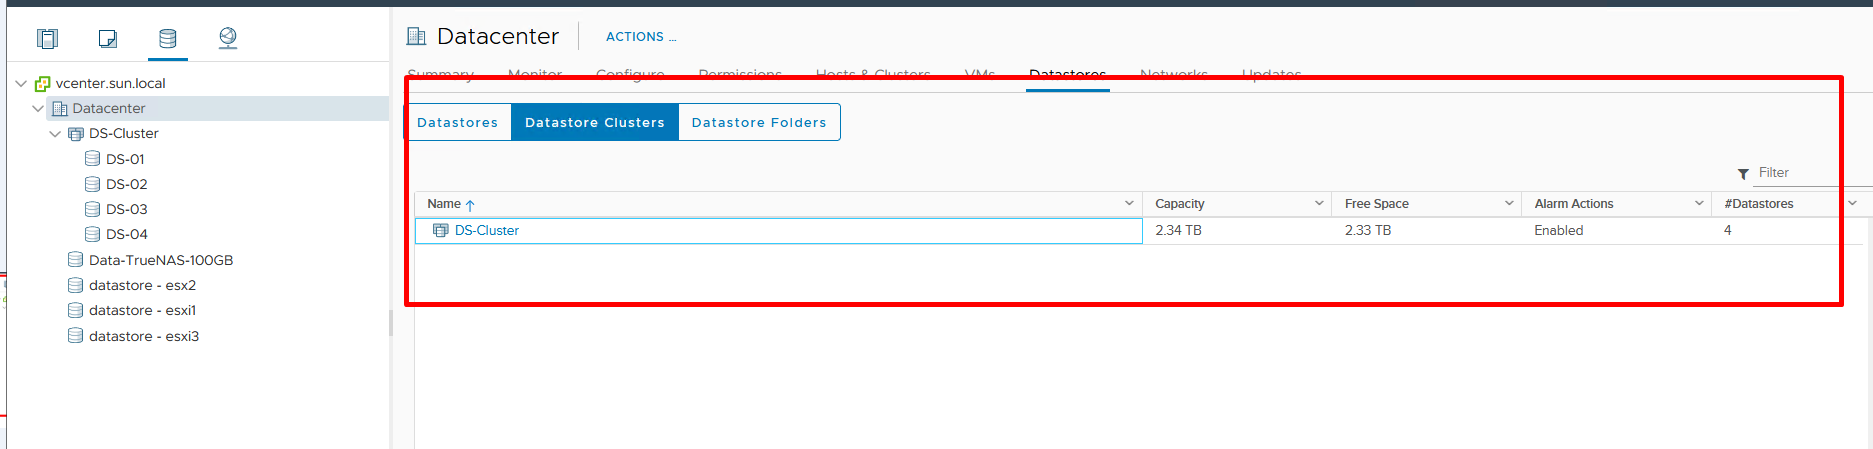 Datacenter
ACTIONS ...
Summary Monitor Configure Permissions Hosts & Clusters VMs Datastores Networks Updates
vcenter.sun.local
Datacenter
DS-Cluster
DS-01
DS-02
DS-03
DS-04
Data-TrueNAS-100GB
datastore - esx2
datastore - esxi1
datastore - esxi3
Datastores Datastore Clusters Datastore Folders
Filter
Name Capacity Free Space Alarm Actions #Datastores
DS-Cluster 2.34 TB 2.33 TB Enabled 4